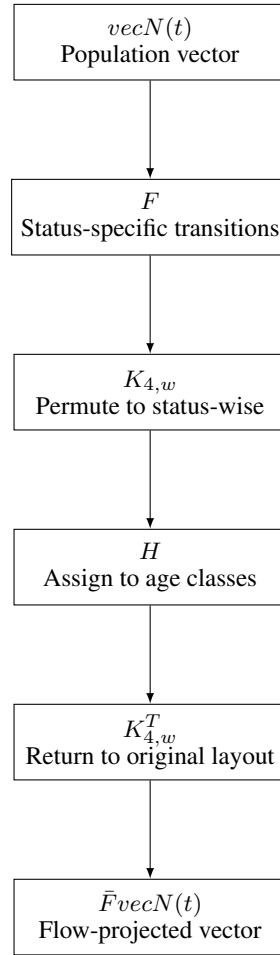 vecN(t)
Population vector
F
Status-specific transitions
K_{4,w}
Permute to status-wise
H
Assign to age classes
K_{4,w}^T
Return to original layout
F̄vecN(t)
Flow-projected vector